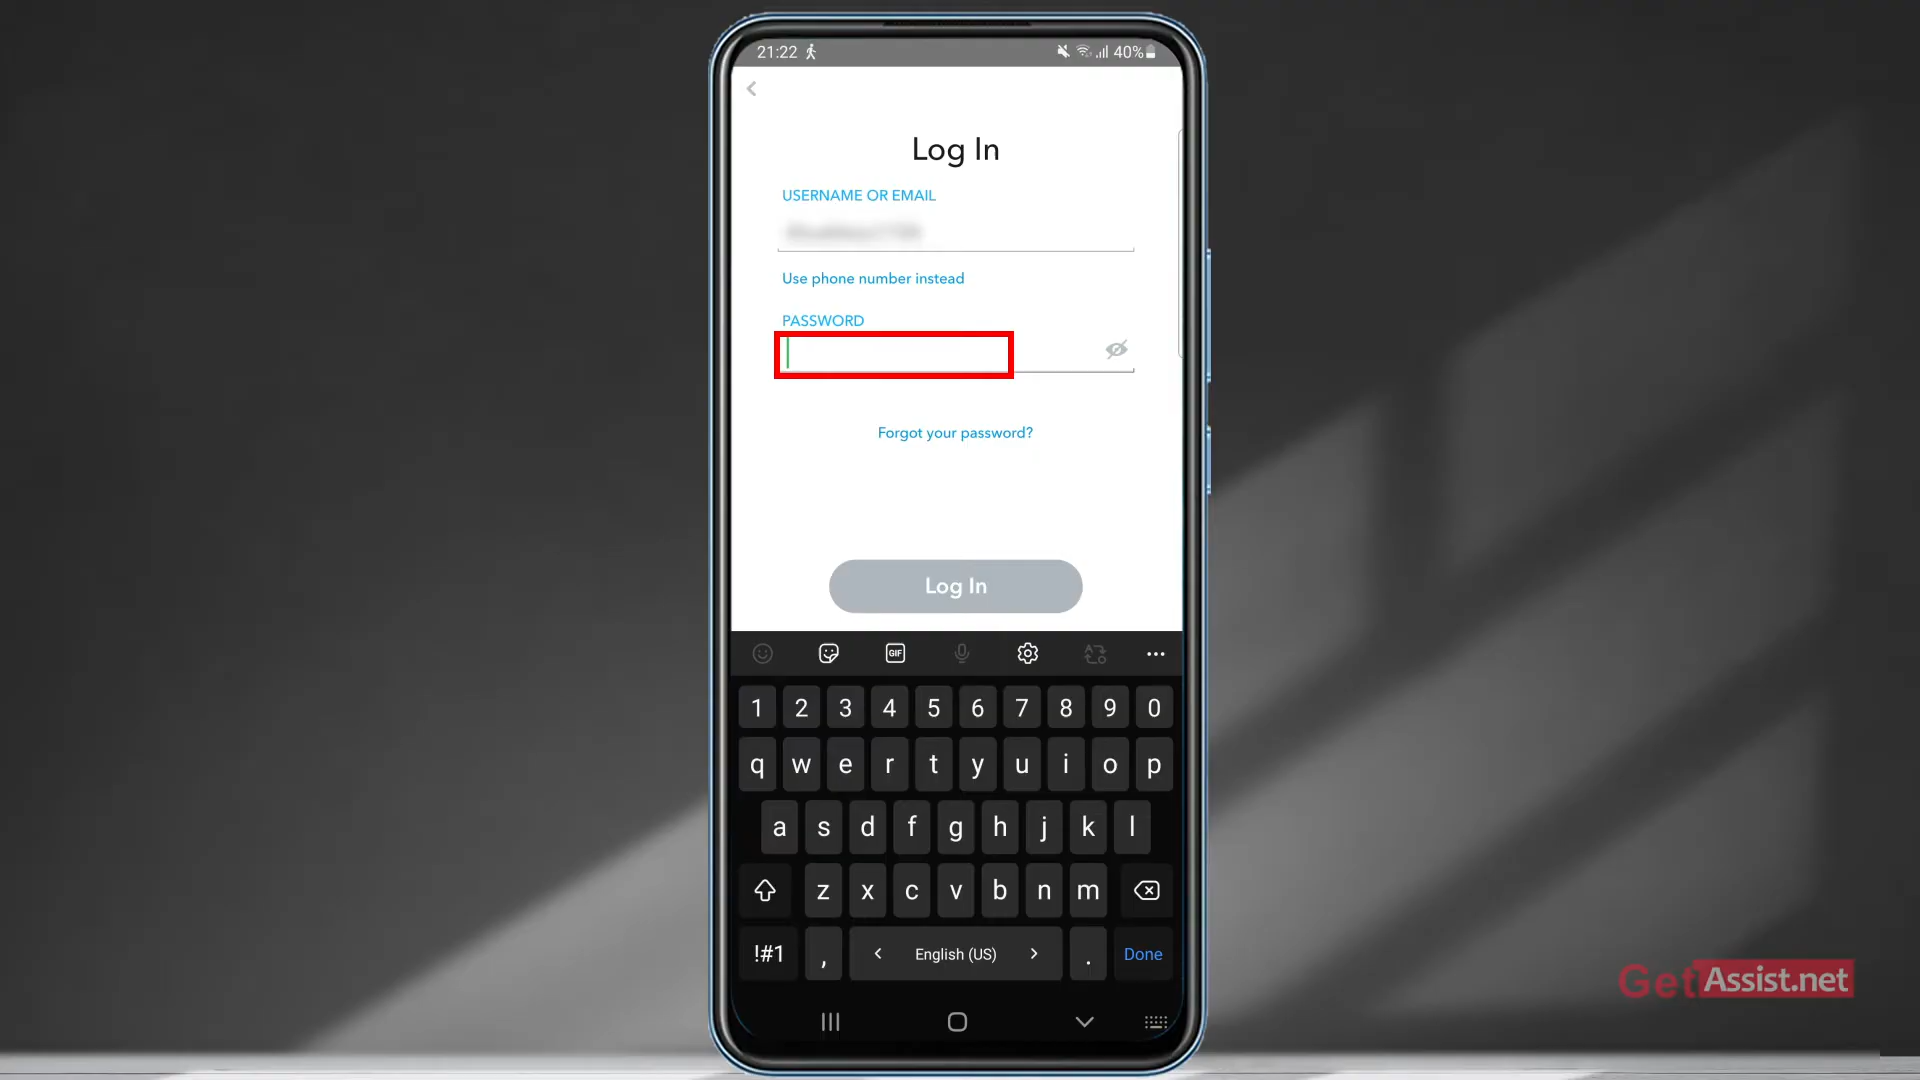 21:22 40%
Log In
USERNAME OR EMAIL
Use phone number instead
PASSWORD
Forgot your password?
Log In
GIF
1 2 3 4 5 6 7 8 9 0
q w e r t y u i o p
a s d f g h j k l
z x c v b n m
!#1 , < English (US) > . Done
GetAssist.net